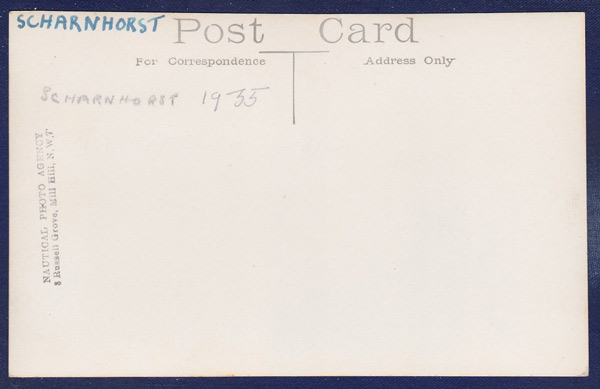 SCHARNHORST
Post Card
For Correspondence
Address Only
SCHARNHORST 1935
NAUTICAL PHOTO AGENCY
8 Russell Grove, Mill Hill, N.W.7